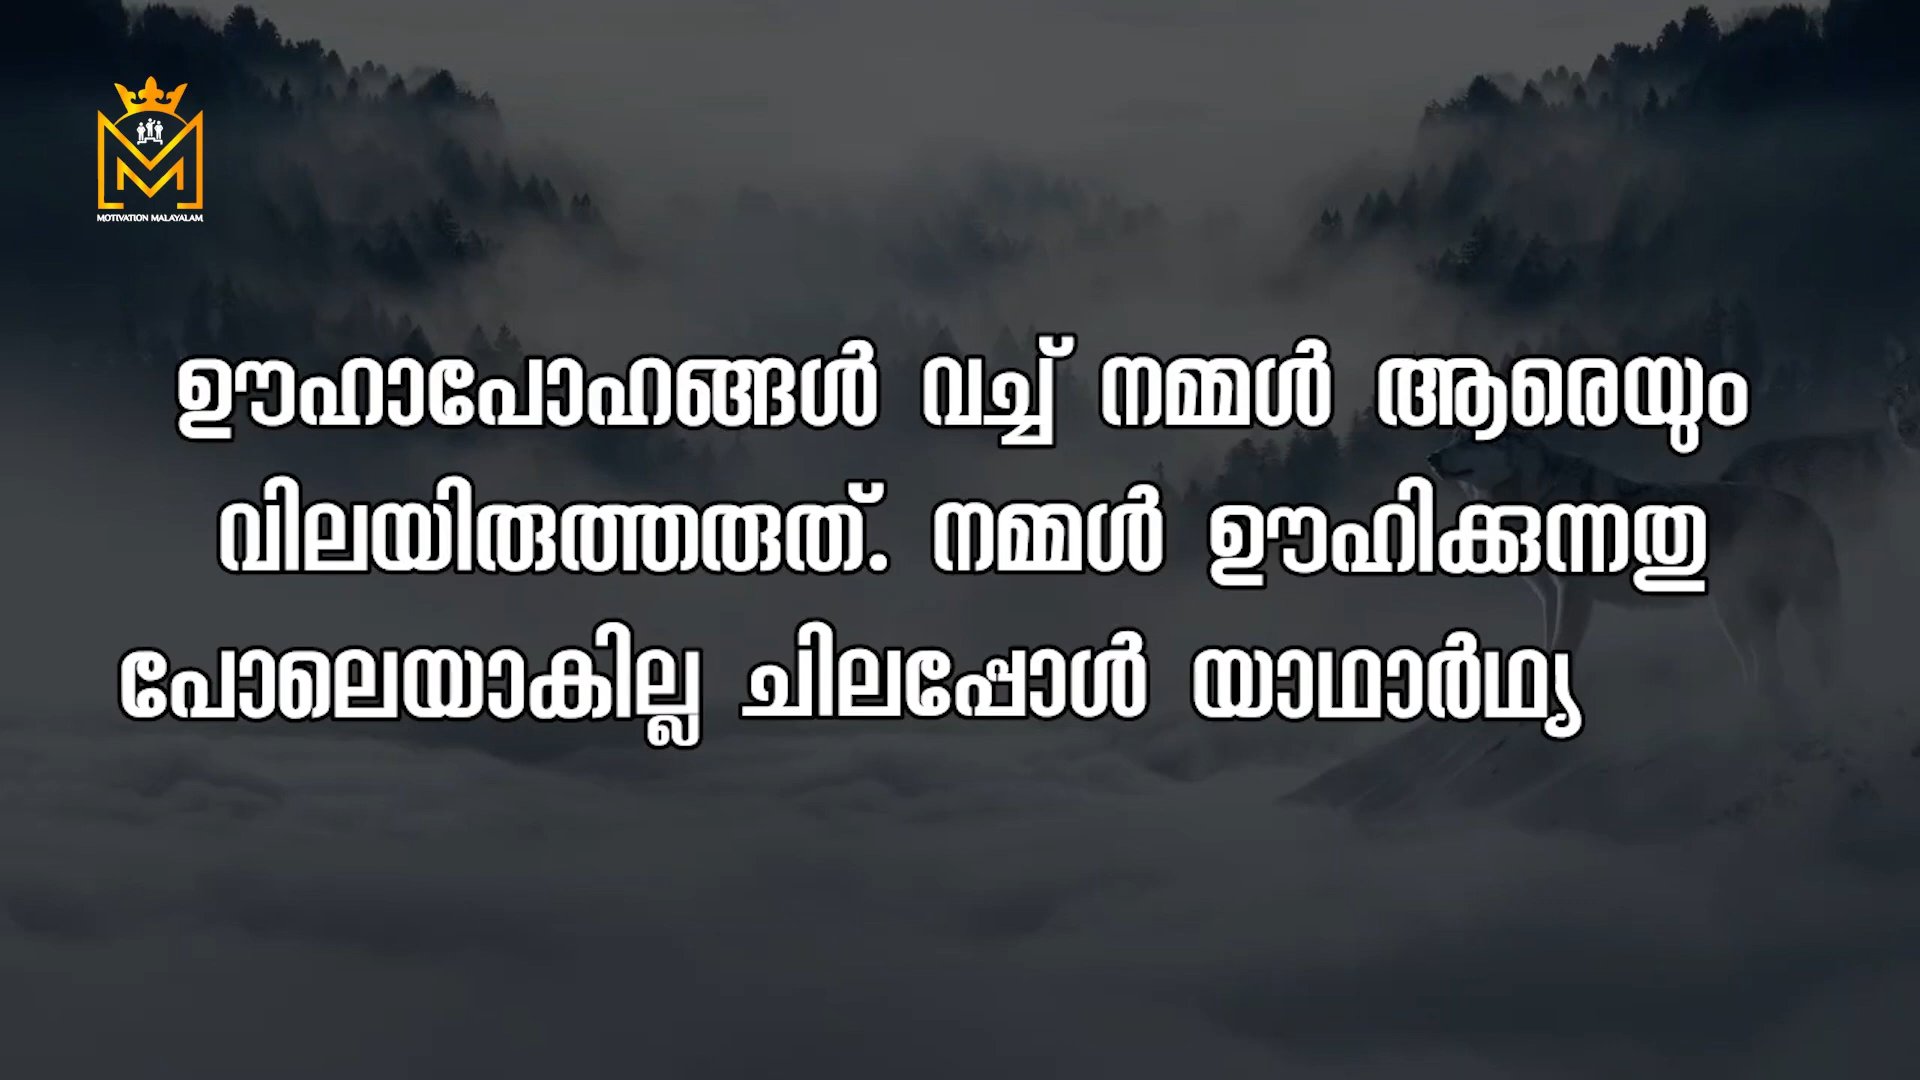 MOTIVATION MALAYALAM
ഊഹാപോഹങ്ങൾ വച്ച് നമ്മൾ ആരെയും
വിലയിരുത്തരുത്. നമ്മൾ ഊഹിക്കുന്നതു
പോലെയാകില്ല ചിലപ്പോൾ യാഥാർഥ്യ